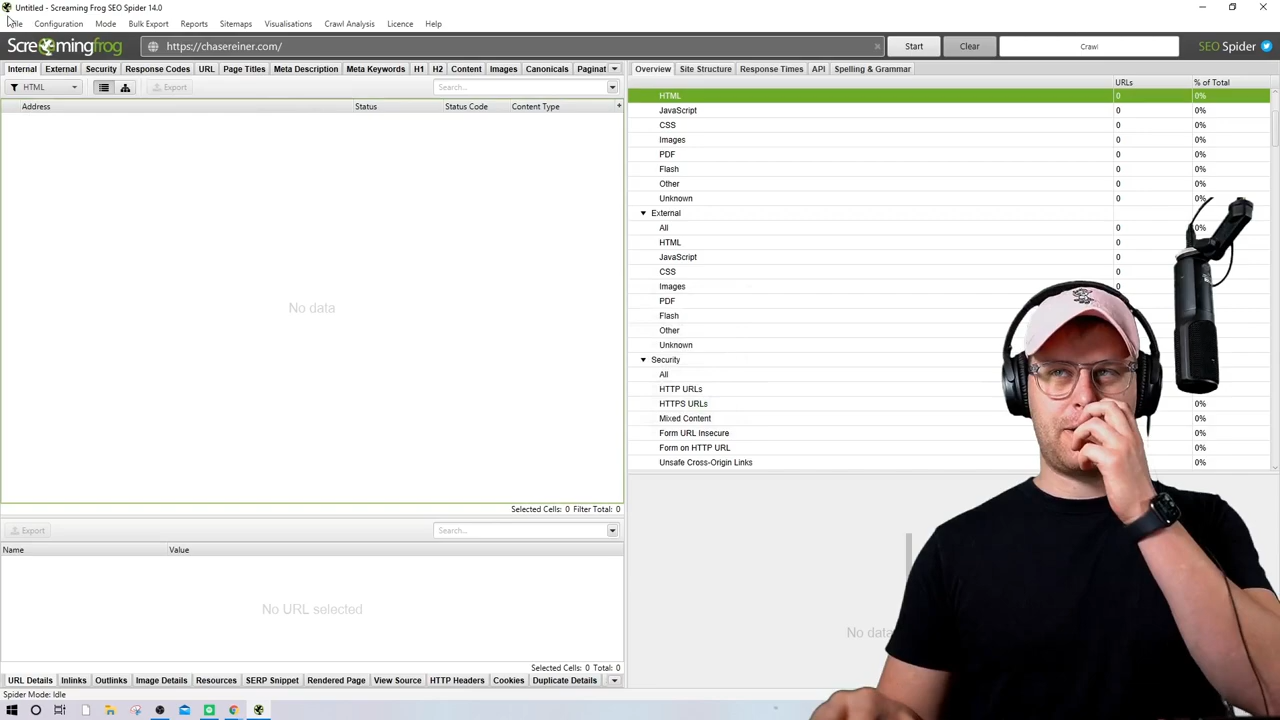 Untitled - Screaming Frog SEO Spider 14.0
Configuration Mode Bulk Export Reports Sitemaps Visualisations Crawl Analysis Licence Help
Screamingfrog https://chasereiner.com/ Start Clear Crawl SEO Spider
Internal External Security Response Codes URL Page Titles Meta Description Meta Keywords H1 H2 Content Images Canonicals Paginat
Overview Site Structure Response Times API Spelling & Grammar
HTML Export Search...
Address Status Status Code Content Type
No data
Selected Cells: 0 Filter Total: 0
Export Search...
Name Value
No URL selected
Selected Cells: 0 Total: 0
URL Details Inlinks Outlinks Image Details Resources SERP Snippet Rendered Page View Source HTTP Headers Cookies Duplicate Details
Spider Mode: Idle
URLs % of Total
HTML 0 0%
JavaScript 0 0%
CSS 0 0%
Images 0 0%
PDF 0 0%
Flash 0 0%
Other 0 0%
Unknown 0 0%
External
All 0 0%
HTML 0
JavaScript 0
CSS 0
Images 0
PDF
Flash
Other
Unknown
Security
All
HTTP URLs
HTTPS URLs 0%
Mixed Content 0%
Form URL Insecure 0%
Form on HTTP URL 0%
Unsafe Cross-Origin Links 0%
No data